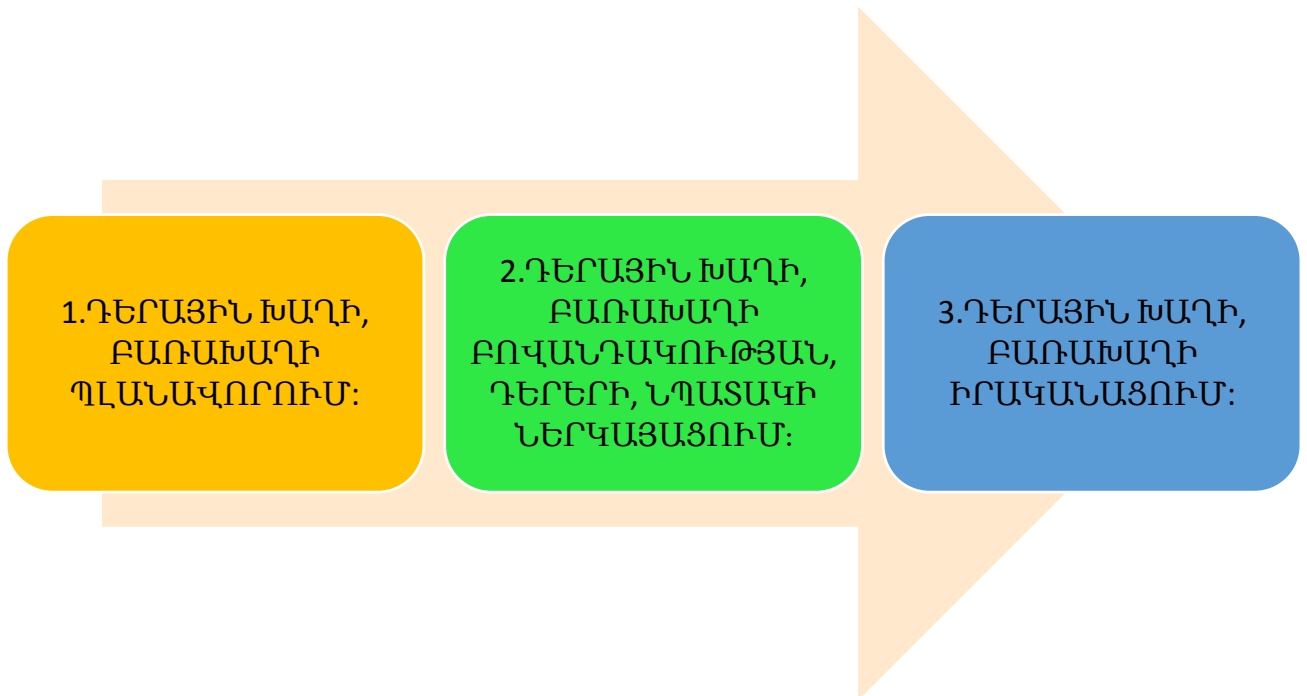 1.ԴԵՐԱՅԻՆ ԽԱՂԻ,
ԲԱՌԱԽԱՂԻ
ՊԼԱՆԱՎՈՐՈՒՄ:
2.ԴԵՐԱՅԻՆ ԽԱՂԻ,
ԲԱՌԱԽԱՂԻ
ԲՈՎԱՆԴԱԿՈՒԹՅԱՆ,
ԴԵՐԵՐԻ, ՆՊԱՏԱԿԻ
ՆԵՐԿԱՅԱՑՈՒՄ:
3.ԴԵՐԱՅԻՆ ԽԱՂԻ,
ԲԱՌԱԽԱՂԻ
ԻՐԱԿԱՆԱՑՈՒՄ: